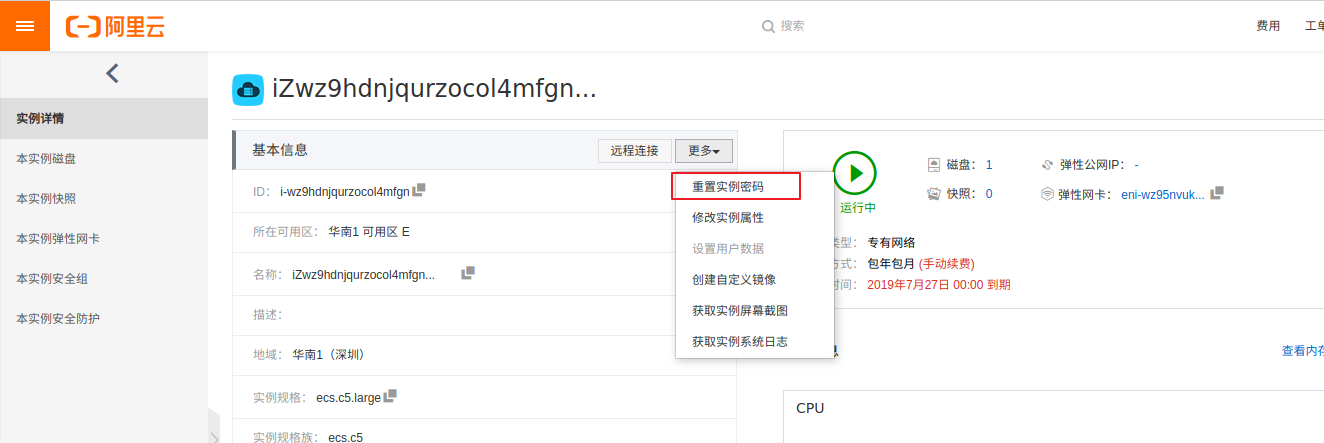 阿里云
搜索
费用
工单
实例详情
本实例磁盘
本实例快照
本实例弹性网卡
本实例安全组
本实例安全防护
iZwz9hdnjqurzocol4mfgn...
基本信息
远程连接
更多
重置实例密码
修改实例属性
设置用户数据
创建自定义镜像
获取实例屏幕截图
获取实例系统日志
ID： i-wz9hdnjqurzocol4mfgn
所在可用区： 华南1 可用区 E
名称： iZwz9hdnjqurzocol4mfgn...
描述：
地域： 华南1（深圳）
实例规格： ecs.c5.large
实例规格族： ecs.c5
运行中
磁盘： 1
弹性公网IP： -
快照： 0
弹性网卡： eni-wz95nvuk...
类型： 专有网络
方式： 包年包月 (手动续费)
时间： 2019年7月27日 00:00 到期
查看内存
CPU